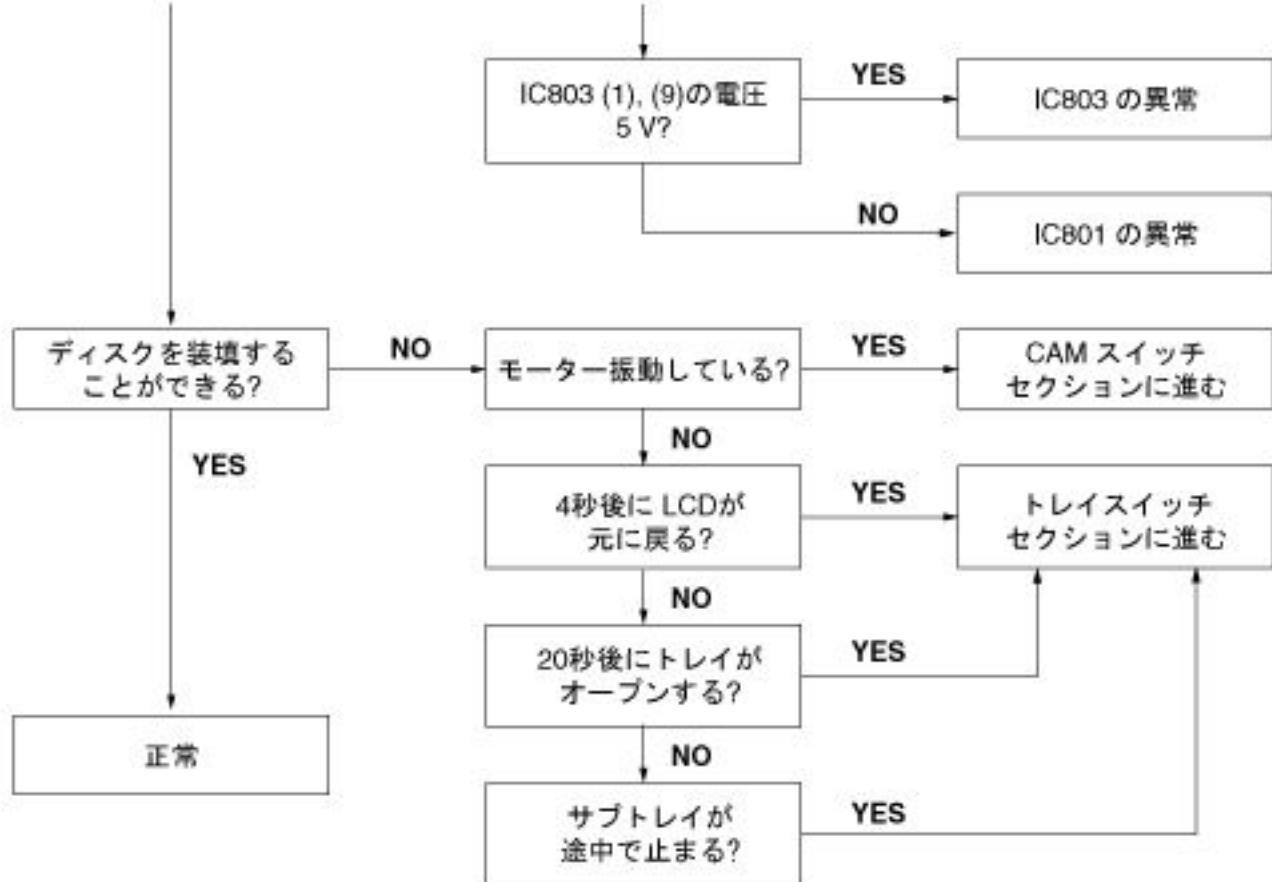 IC803 (1), (9)の電圧
5 V?
YES
IC803 の異常
NO
IC801 の異常
ディスクを装填する
ことができる?
NO
モーター振動している?
YES
CAM スイッチ
セクションに進む
YES
NO
4秒後に LCDが
元に戻る?
YES
トレイスイッチ
セクションに進む
NO
20秒後にトレイが
オープンする?
YES
正常
NO
サブトレイが
途中で止まる?
YES